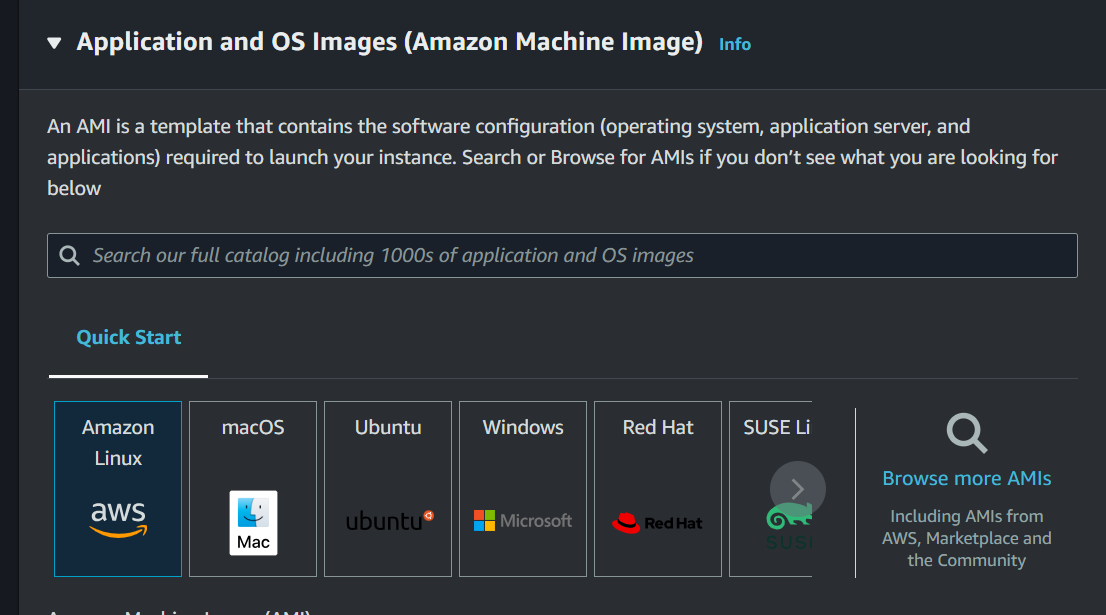 Application and OS Images (Amazon Machine Image) Info
An AMI is a template that contains the software configuration (operating system, application server, and
applications) required to launch your instance. Search or Browse for AMIs if you don’t see what you are looking for
below
Search our full catalog including 1000s of application and OS images
Quick Start
Amazon
Linux
aws
macOS
Mac
Ubuntu
ubuntu
Windows
Microsoft
Red Hat
Red Hat
SUSE Li
SUS
Browse more AMIs
Including AMIs from
AWS, Marketplace and
the Community